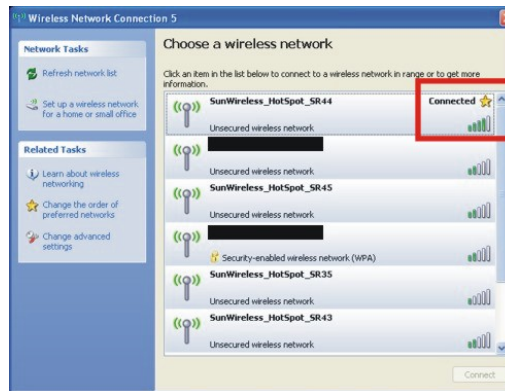 Wireless Network Connection 5
Network Tasks
Refresh network list
Set up a wireless network
for a home or small office
Related Tasks
Learn about wireless
networking
Change the order of
preferred networks
Change advanced
settings
Choose a wireless network
Click an item in the list below to connect to a wireless network in range or to get more
information.
SunWireless_HotSpot_SR44 Connected
Unsecured wireless network
Unsecured wireless network
SunWireless_HotSpot_SR45
Unsecured wireless network
Security-enabled wireless network (WPA)
SunWireless_HotSpot_SR35
Unsecured wireless network
SunWireless_HotSpot_SR43
Unsecured wireless network
Connect